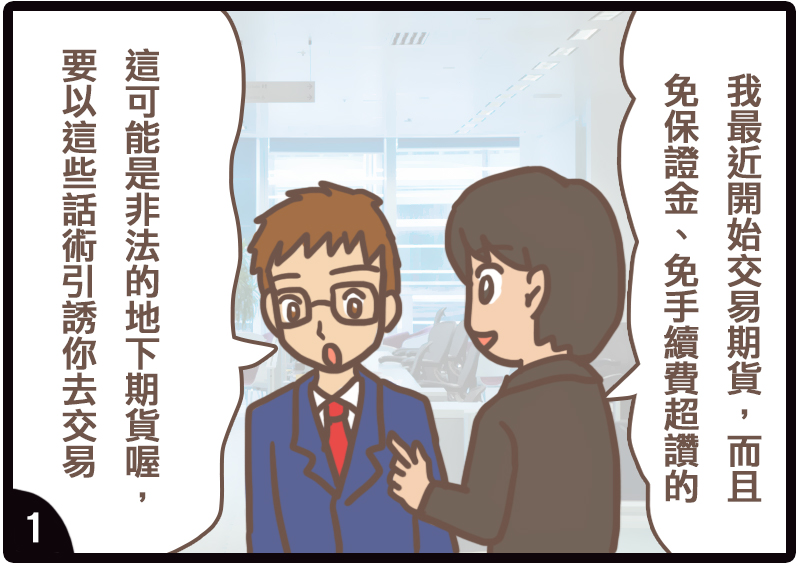 我最近開始交易期貨，而且
免保證金、免手續費超讚的
這可能是非法的地下期貨喔，
要以這些話術引誘你去交易
1